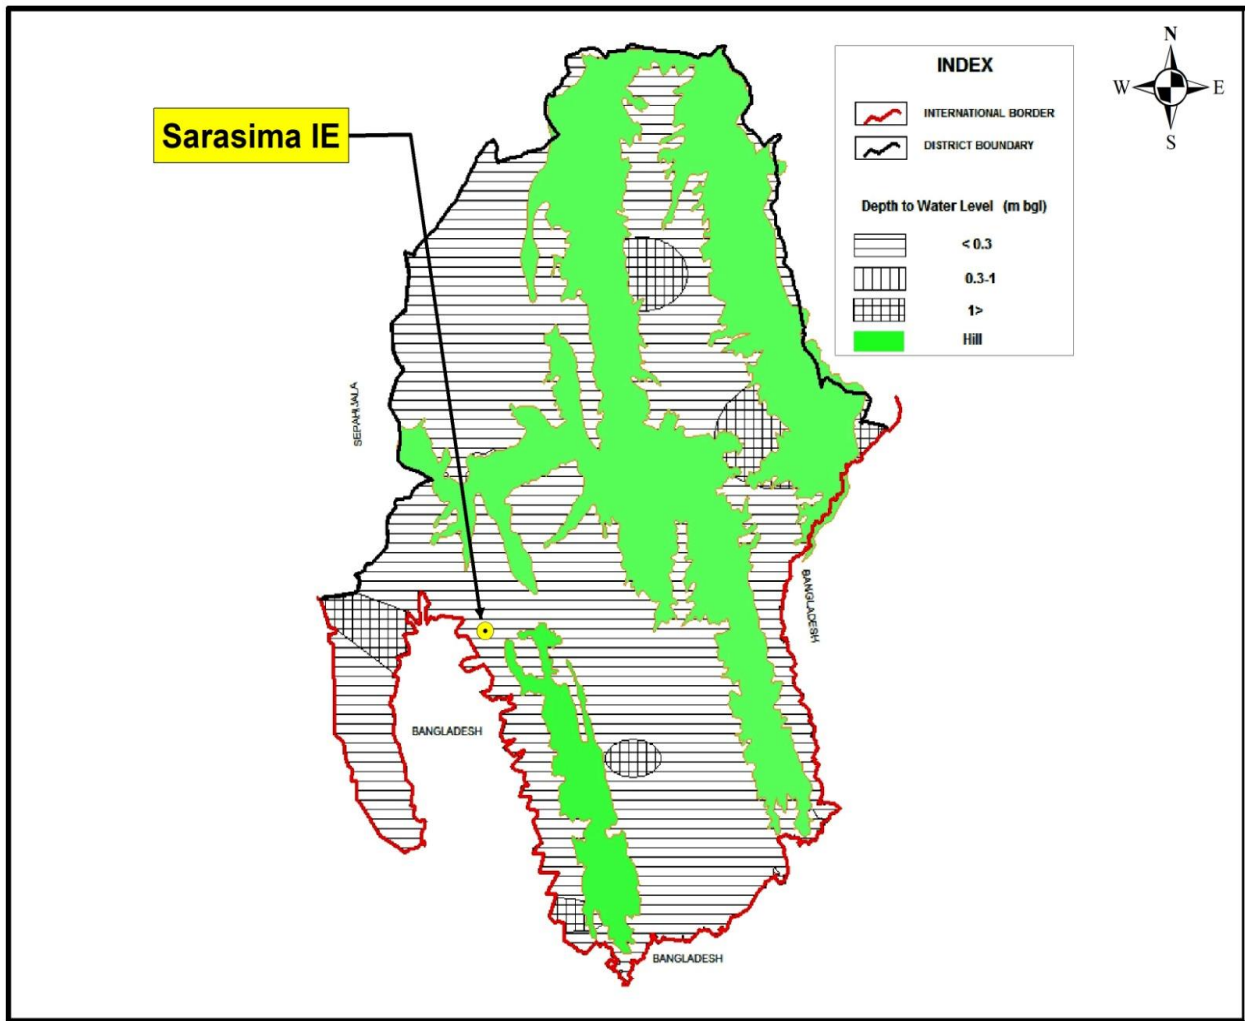 N
W E
S
INDEX
INTERNATIONAL BORDER
DISTRICT BOUNDARY
Depth to Water Level (m bgl)
< 0.3
0.3-1
1>
Hill
Sarasima IE
SEPAHIJALA
BANGLADESH
BANGLADESH
BANGLADESH